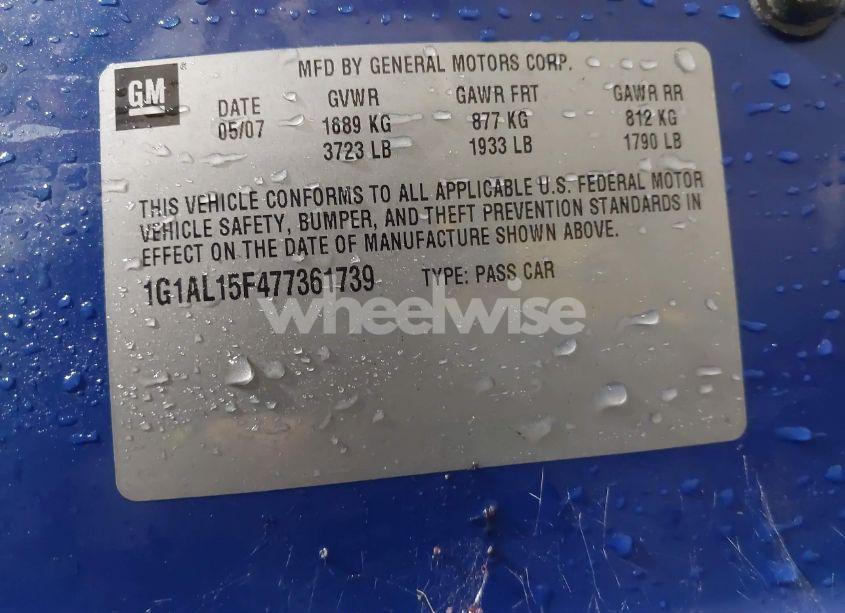 MFD BY GENERAL MOTORS CORP.
GM ®
DATE GVWR GAWR FRT GAWR RR
05/07 1689 KG 877 KG 812 KG
3723 LB 1933 LB 1790 LB
THIS VEHICLE CONFORMS TO ALL APPLICABLE U.S. FEDERAL MOTOR
VEHICLE SAFETY, BUMPER, AND THEFT PREVENTION STANDARDS IN
EFFECT ON THE DATE OF MANUFACTURE SHOWN ABOVE.
1G1AL15F477361739 TYPE: PASS CAR
wheelwise